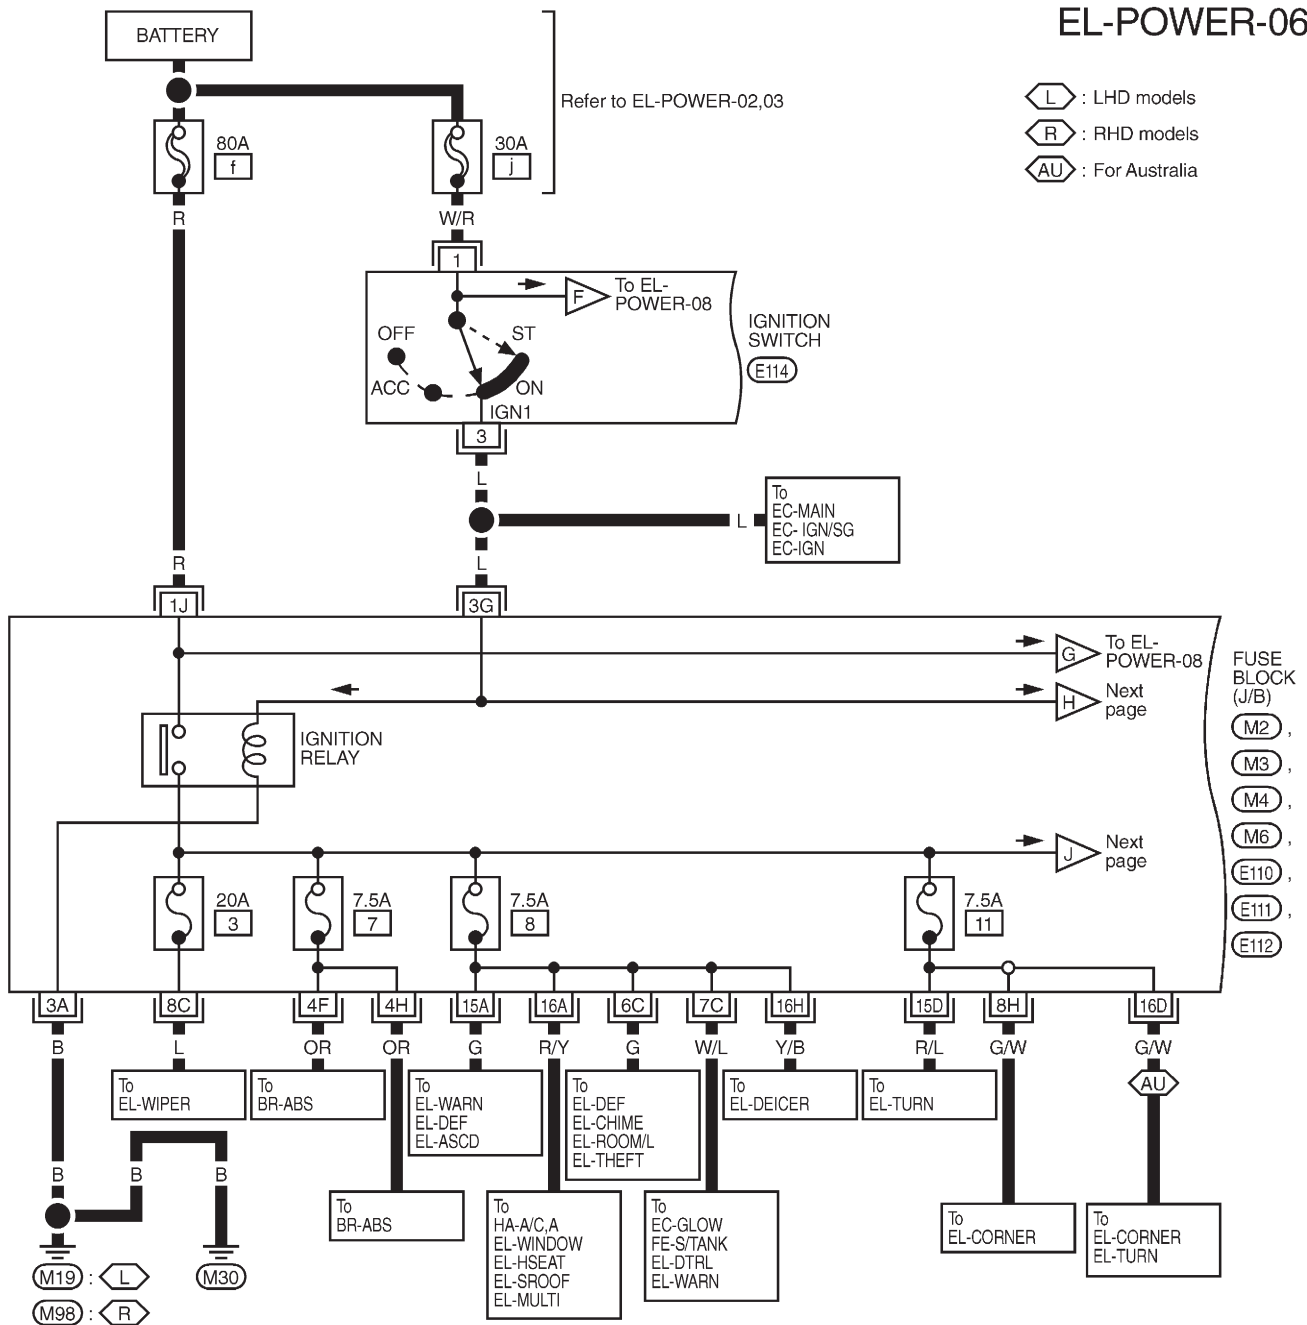 EL-POWER-06
BATTERY
Refer to EL-POWER-02,03
L : LHD models
R : RHD models
AU : For Australia
80A
f
30A
j
R
W/R
1
F
To EL-
POWER-08
OFF
ST
ACC
ON
IGN1
IGNITION
SWITCH
E114
3
L
L
To
EC-MAIN
EC- IGN/SG
EC-IGN
R
L
1J
3G
G
To EL-
POWER-08
H
Next
page
IGNITION
RELAY
J
Next
page
FUSE
BLOCK
(J/B)
M2 ,
M3 ,
M4 ,
M6 ,
E110 ,
E111 ,
E112
20A
3
7.5A
7
7.5A
8
7.5A
11
3A
8C
4F
4H
15A
16A
6C
7C
16H
15D
8H
16D
B
L
OR
OR
G
R/Y
G
W/L
Y/B
R/L
G/W
G/W
AU
To
EL-WIPER
To
BR-ABS
To
EL-WARN
EL-DEF
EL-ASCD
To
EL-DEF
EL-CHIME
EL-ROOM/L
EL-THEFT
To
EL-DEICER
To
EL-TURN
B
B
B
To
BR-ABS
To
HA-A/C,A
EL-WINDOW
EL-HSEAT
EL-SROOF
EL-MULTI
To
EC-GLOW
FE-S/TANK
EL-DTRL
EL-WARN
To
EL-CORNER
To
EL-CORNER
EL-TURN
M19 : L
M30
M98 : R